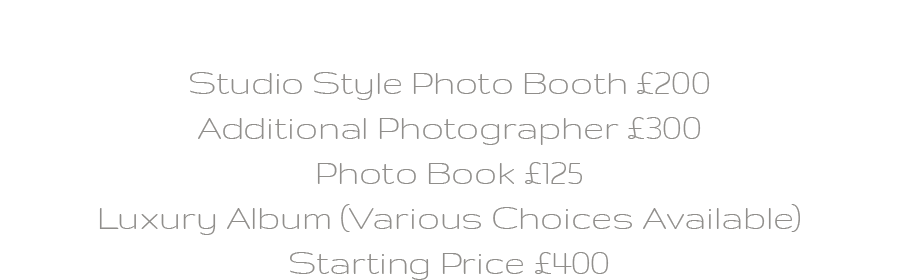 Studio Style Photo Booth £200
Additional Photographer £300
Photo Book £125
Luxury Album (Various Choices Available)
Starting Price £400